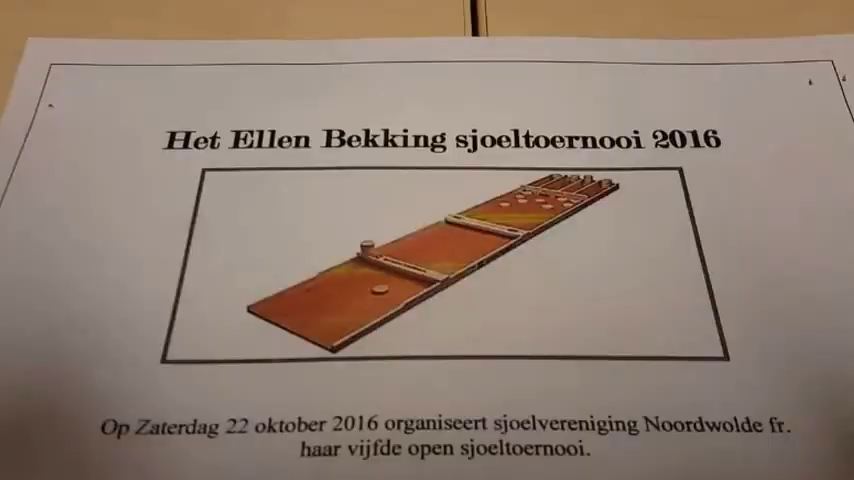 Het Ellen Bekking sjoeltoernooi 2016
Op Zaterdag 22 oktober 2016 organiseert sjoelvereniging Noordwolde fr.
haar vijfde open sjoeltoernooi.